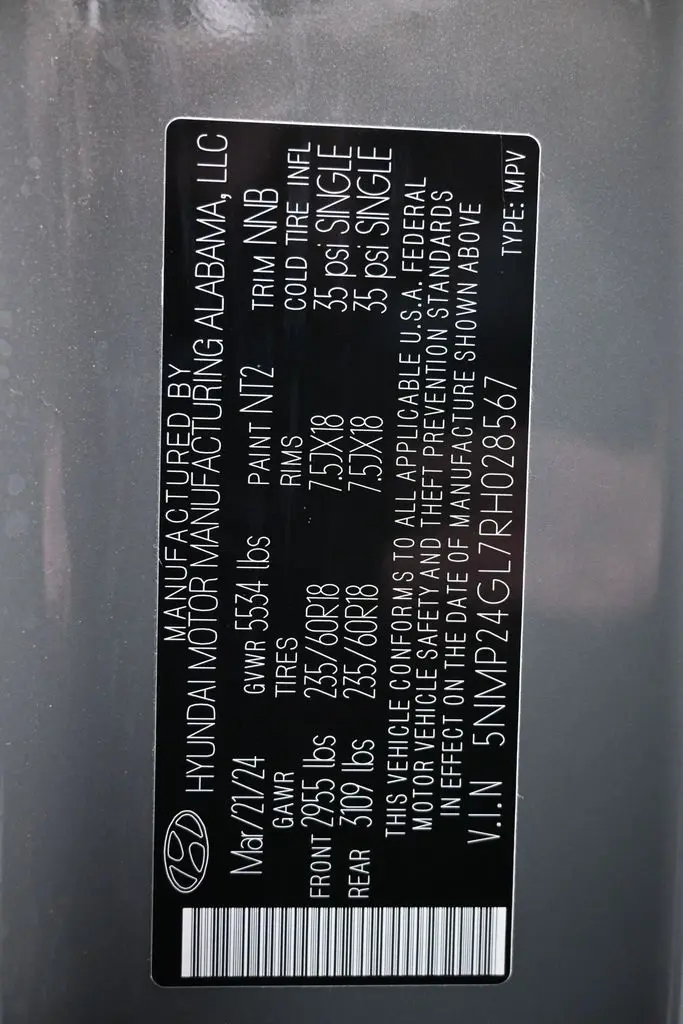 MANUFACTURED BY
HYUNDAI MOTOR MANUFACTURING ALABAMA, LLC
Mar/21/24 GVWR 5534 lbs PAINT NT2 TRIM NNB
GAWR TIRES RIMS COLD TIRE INFL
FRONT 2955 lbs 235/60R18 7.5JX18 35 psi SINGLE
REAR 3109 lbs 235/60R18 7.5JX18 35 psi SINGLE
THIS VEHICLE CONFORMS TO ALL APPLICABLE U.S.A. FEDERAL
MOTOR VEHICLE SAFETY AND THEFT PREVENTION STANDARDS
IN EFFECT ON THE DATE OF MANUFACTURE SHOWN ABOVE
V.I.N 5NMP24GL7RH028567
TYPE: MPV